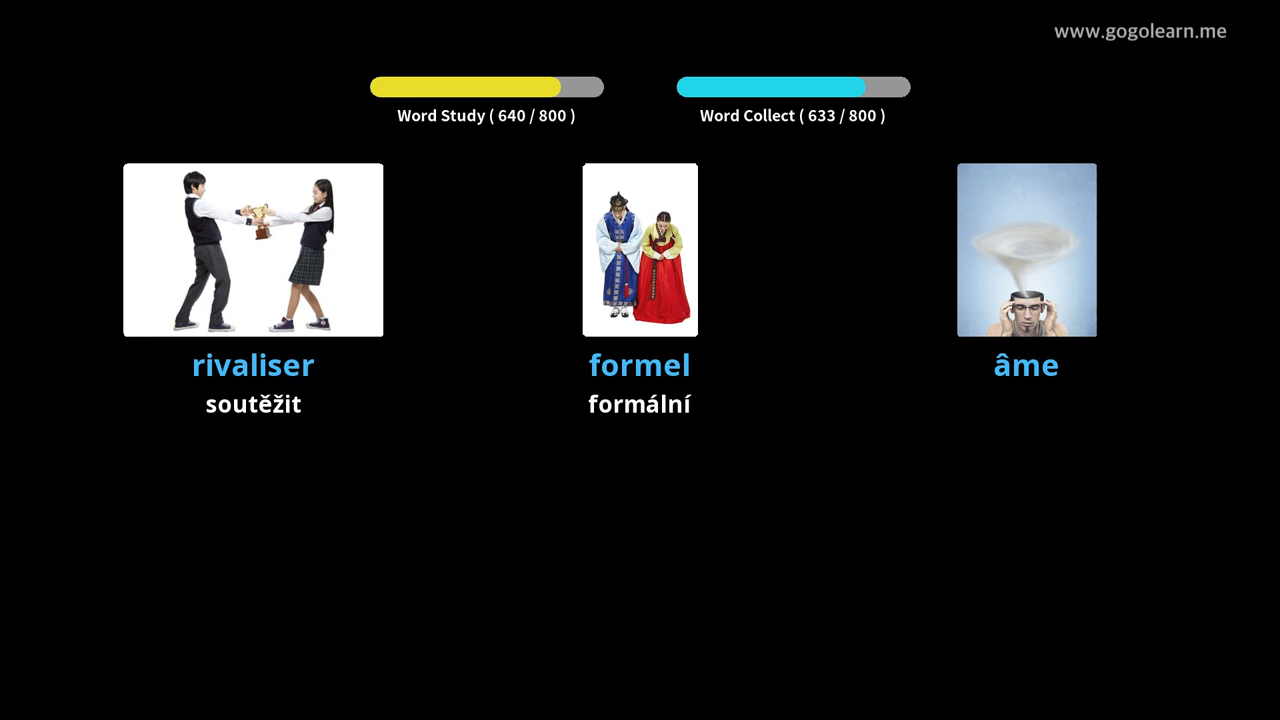 www.gogolearn.me
Word Study ( 640 / 800 )
Word Collect ( 633 / 800 )
rivaliser
soutěžit
formel
formální
âme